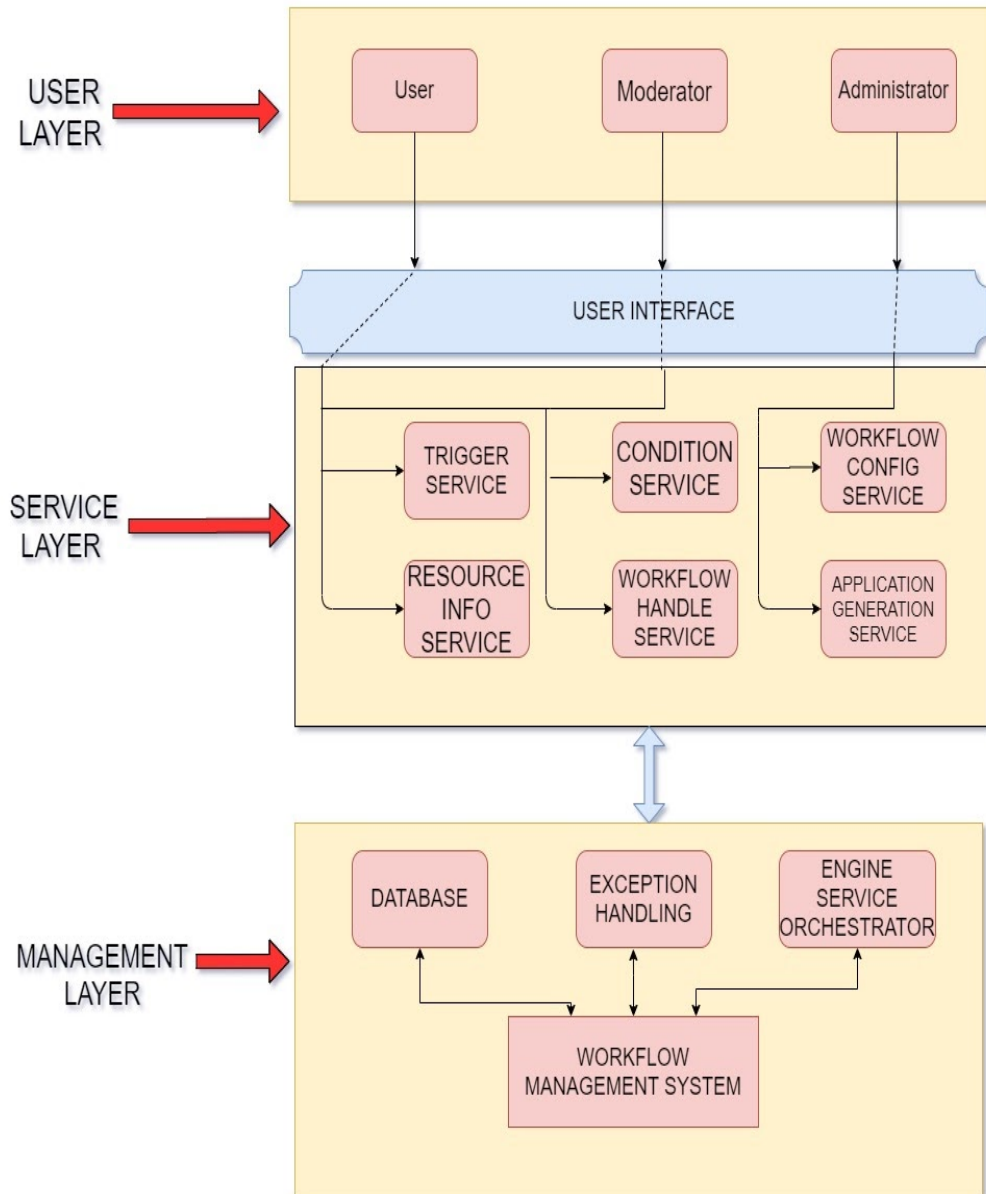 USER
LAYER
User
Moderator
Administrator
USER INTERFACE
SERVICE
LAYER
TRIGGER
SERVICE
CONDITION
SERVICE
WORKFLOW
CONFIG
SERVICE
RESOURCE
INFO
SERVICE
WORKFLOW
HANDLE
SERVICE
APPLICATION
GENERATION
SERVICE
MANAGEMENT
LAYER
DATABASE
EXCEPTION
HANDLING
ENGINE
SERVICE
ORCHESTRATOR
WORKFLOW
MANAGEMENT SYSTEM